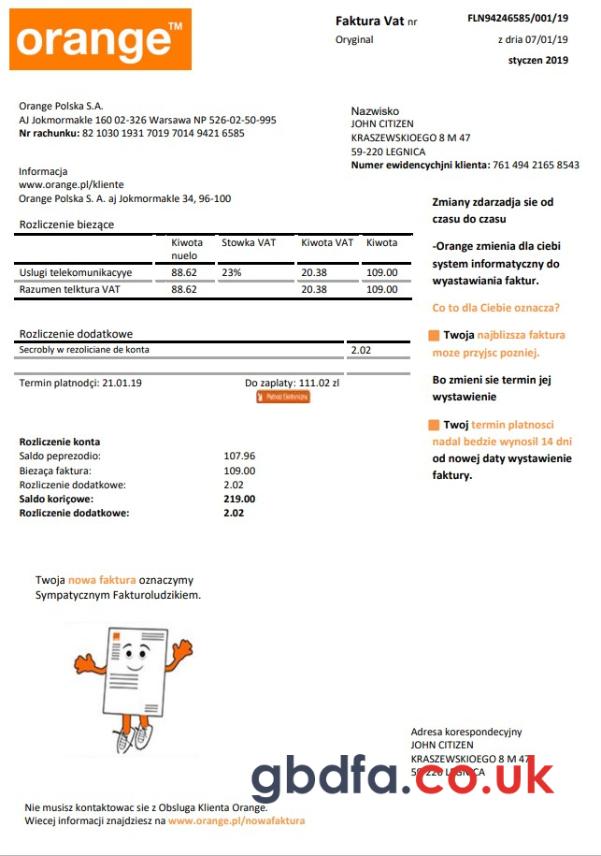 orange™
Faktura Vat nr
FLN94246585/001/19
Oryginal
z dria 07/01/19
styczen 2019
Orange Polska S.A.
AJ Jokmormakle 160 02-326 Warsawa NP 526-02-50-995
Nr rachunku: 82 1030 1931 7019 7014 9421 6585
Nazwisko
JOHN CITIZEN
KRASZEWSKIOEGO 8 M 47
59-220 LEGNICA
Numer ewidencychjni klienta: 761 494 2165 8543
Informacja
www.orange.pl/kliente
Orange Polska S. A. aj Jokmormakle 34, 96-100
Rozliczenie biezące
Kiwota nuelo Stowka VAT Kiwota VAT Kiwota
Uslugi telekomunikacyye 88.62 23% 20.38 109.00
Razumen telktura VAT 88.62 20.38 109.00
Rozliczenie dodatkowe
Secrobly w rezoliciane de konta 2.02
Termin platnodçi: 21.01.19
Do zaplaty: 111.02 zl
Rozliczenie konta
Saldo peprezodio: 107.96
Biezaça faktura: 109.00
Rozliczenie dodatkowe: 2.02
Saldo koriçowe: 219.00
Rozliczenie dodatkowe: 2.02
Zmiany zdarzadja sie od
czasu do czasu
-Orange zmienia dla ciebi
system informatyczny do
wyastawiania faktur.
Co to dla Ciebie oznacza?
Twoja najblizsza faktura
moze przyjsc pozniej.
Bo zmieni sie termin jej
wystawienie
Twoj termin platnosci
nadal bedzie wynosil 14 dni
od nowej daty wystawienie
faktury.
Twoja nowa faktura oznaczymy
Sympatycznym Fakturoludzikiem.
Adresa korespondecyjny
JOHN CITIZEN
KRASZEWSKIOEGO 8 M 47
59-220 LEGNICA
gbdfa.co.uk
Nie musisz kontaktowac sie z Obsluga Klienta Orange.
Wiecej informacji znajdziesz na www.orange.pl/nowafaktura